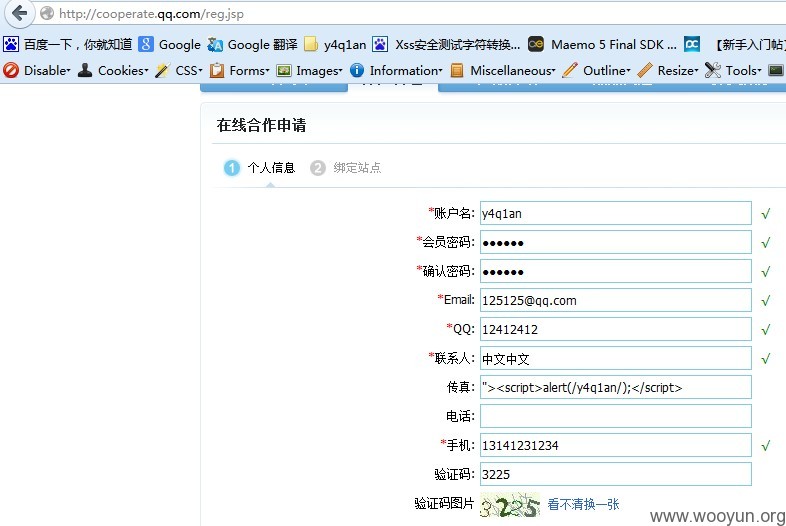 http://cooperate.qq.com/reg.jsp
百度一下，你就知道 Google Google 翻译 y4q1an Xss安全测试字符转换... Maemo 5 Final SDK ... 【新手入门帖】
Disable Cookies CSS Forms Images Information Miscellaneous Outline Resize Tools
在线合作申请
1 个人信息 2 绑定站点
*账户名: y4q1an √
*会员密码: ●●●●●● √
*确认密码: ●●●●●● √
*Email: 125125@qq.com √
*QQ: 12412412 √
*联系人: 中文中文 √
传真: "><script>alert(/y4q1an/);</script>
电话:
*手机: 13141231234 √
验证码: 3225
验证码图片 3225 看不清换一张
www.wooyun.org